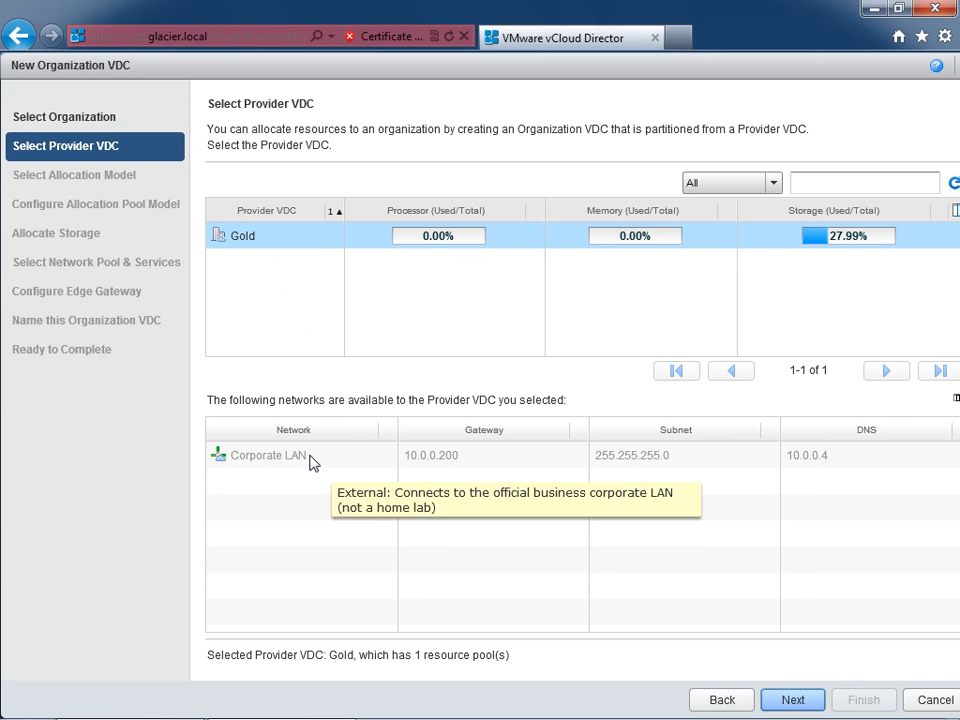 glacier.local
Certificate ...
VMware vCloud Director
New Organization VDC
Select Organization
Select Provider VDC
Select Allocation Model
Configure Allocation Pool Model
Allocate Storage
Select Network Pool & Services
Configure Edge Gateway
Name this Organization VDC
Ready to Complete
Select Provider VDC
You can allocate resources to an organization by creating an Organization VDC that is partitioned from a Provider VDC.
Select the Provider VDC.
All
Provider VDC 1 ▲ Processor (Used/Total) Memory (Used/Total) Storage (Used/Total)
Gold 0.00% 0.00% 27.99%
1-1 of 1
The following networks are available to the Provider VDC you selected:
Network Gateway Subnet DNS
Corporate LAN 10.0.0.200 255.255.255.0 10.0.0.4
External: Connects to the official business corporate LAN
(not a home lab)
Selected Provider VDC: Gold, which has 1 resource pool(s)
Back Next Finish Cancel